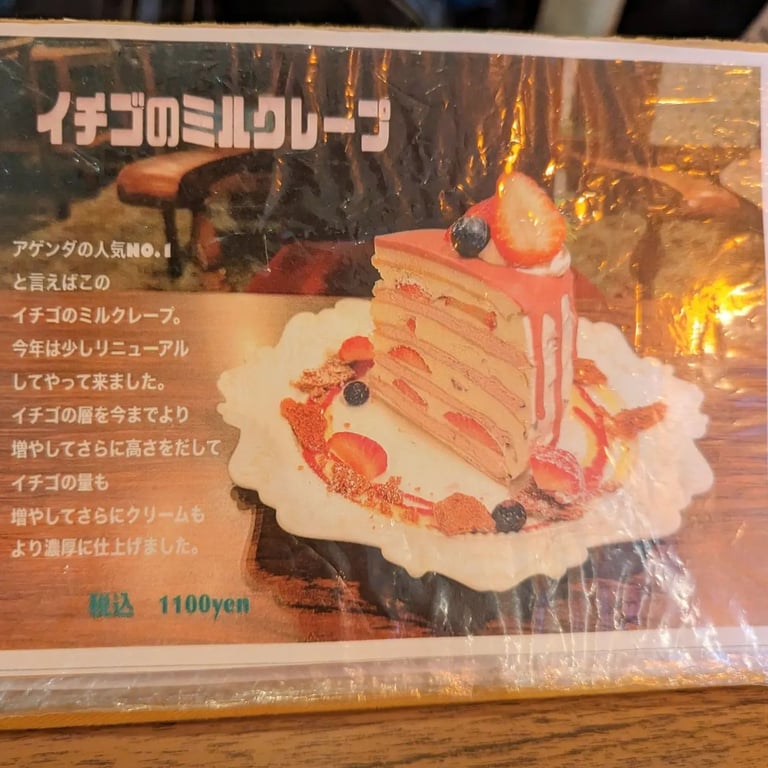 イチゴのミルクレープ
アゲンダの人気NO.1
と言えばこの
イチゴのミルクレープ。
今年は少しリニューアル
してやって来ました。
イチゴの層を今までより
増やしてさらに高さをだして
イチゴの量も
増やしてさらにクリームも
より濃厚に仕上げました。
税込 1100yen